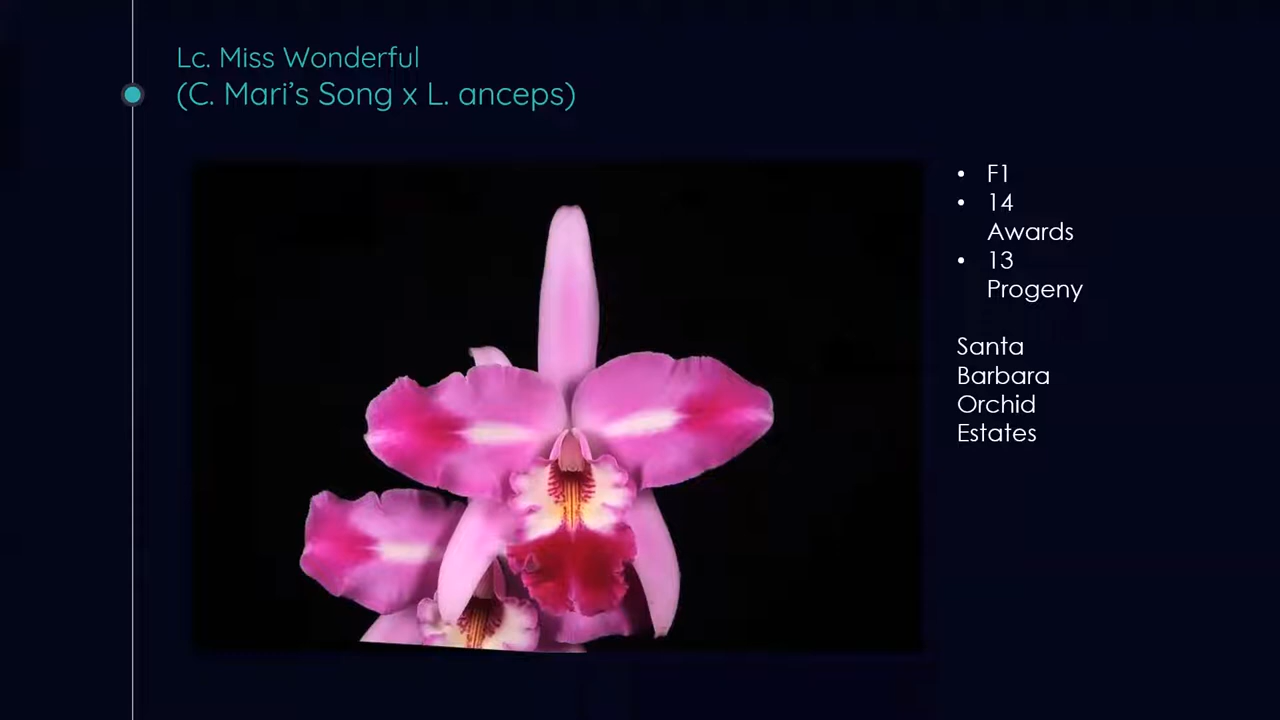 Lc. Miss Wonderful
(C. Mari’s Song x L. anceps)
• F1
• 14
Awards
• 13
Progeny
Santa
Barbara
Orchid
Estates